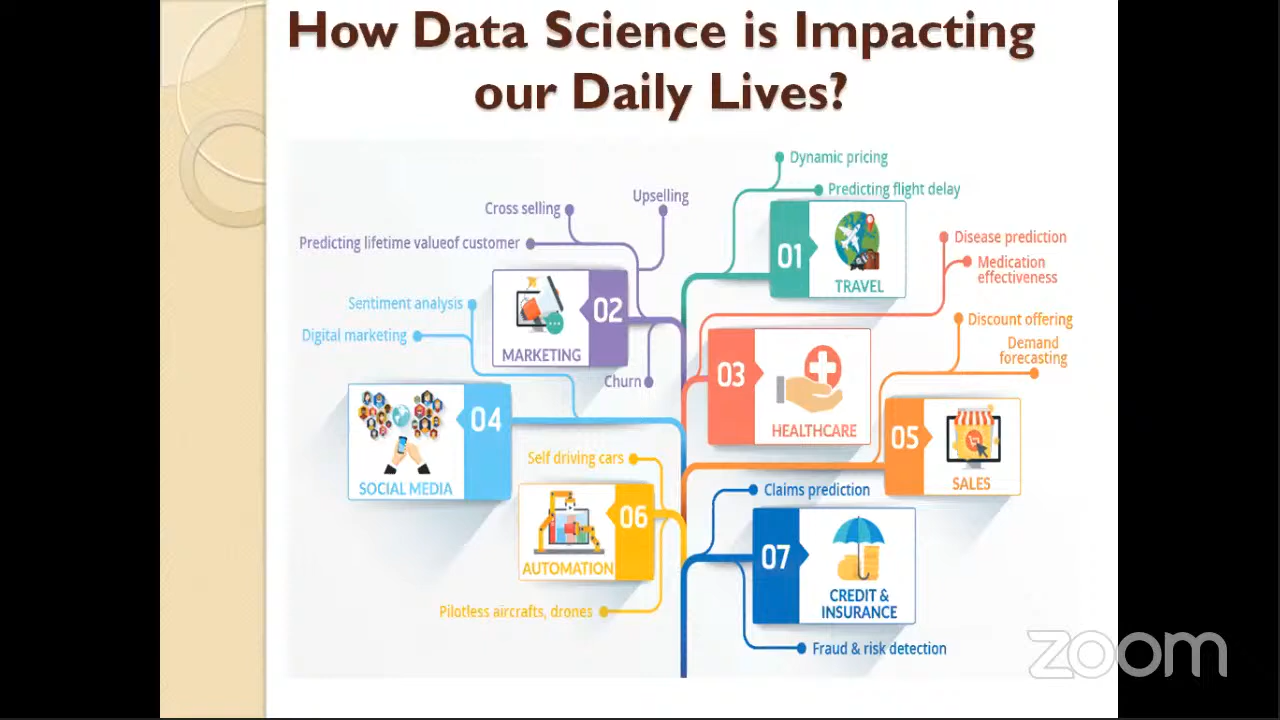 How Data Science is Impacting
our Daily Lives?
Dynamic pricing
Predicting flight delay
01
TRAVEL
Upselling
Cross selling
Predicting lifetime valueof customer
02
MARKETING
Churn
Disease prediction
Medication
effectiveness
03
HEALTHCARE
Sentiment analysis
Digital marketing
04
SOCIAL MEDIA
Discount offering
Demand
forecasting
05
SALES
Self driving cars
06
AUTOMATION
Pilotless aircrafts, drones
Claims prediction
07
CREDIT &
INSURANCE
Fraud & risk detection
zoom